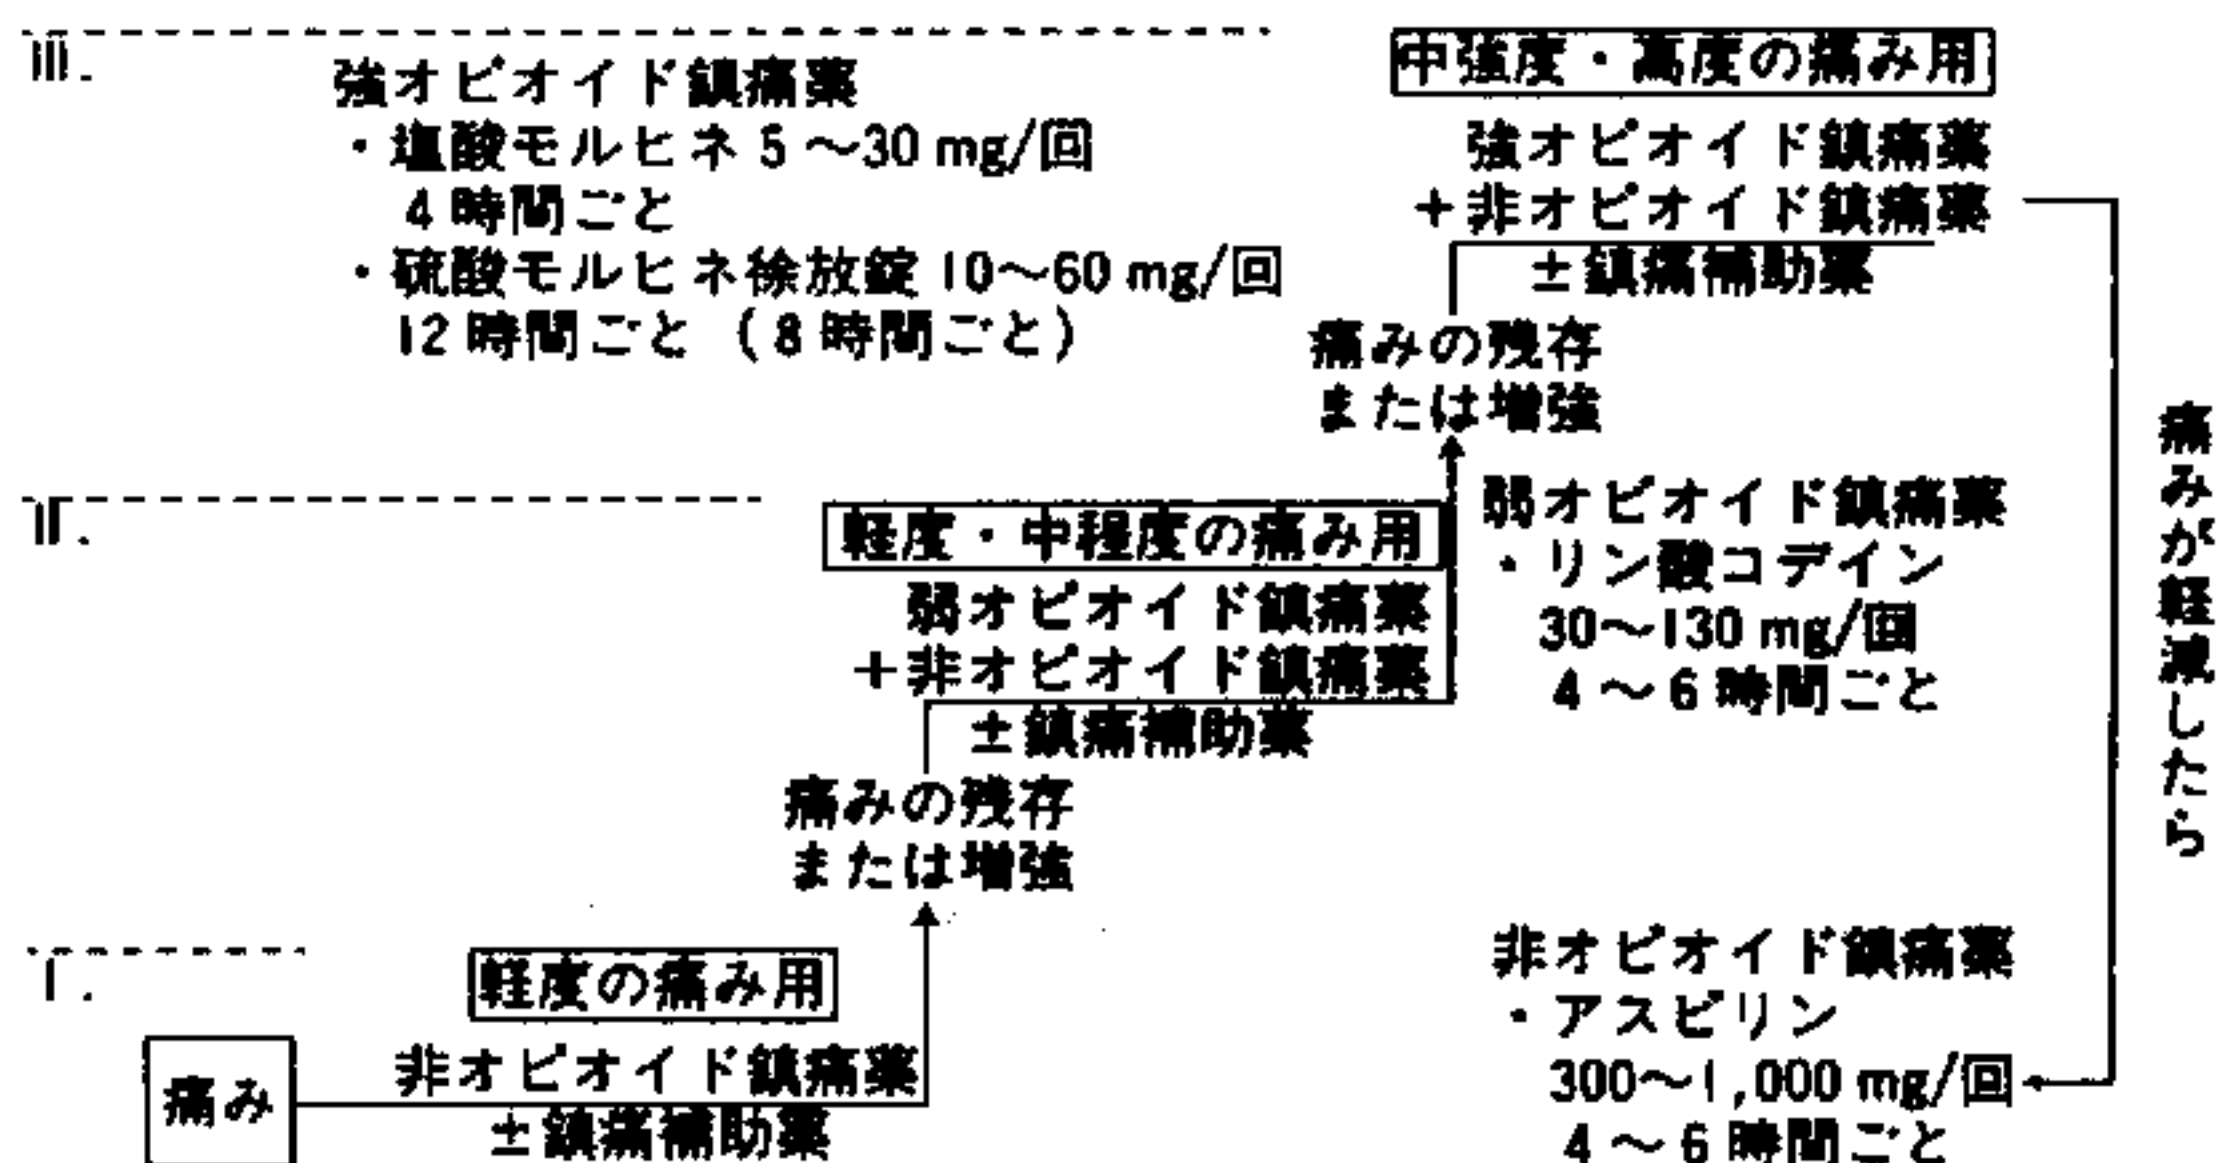 III.
強オピオイド鎮痛薬
・塩酸モルヒネ 5～30 mg/回
4 時間ごと
・硫酸モルヒネ徐放錠 10～60 mg/回
12 時間ごと（8 時間ごと）
中強度・高度の痛み用
強オピオイド鎮痛薬
＋非オピオイド鎮痛薬
±鎮痛補助薬
痛みの残存
または増強
痛みが軽減したら
II.
軽度・中程度の痛み用
弱オピオイド鎮痛薬
＋非オピオイド鎮痛薬
±鎮痛補助薬
弱オピオイド鎮痛薬
・リン酸コデイン
30～130 mg/回
4～6 時間ごと
痛みの残存
または増強
I.
軽度の痛み用
痛み
非オピオイド鎮痛薬
±鎮痛補助薬
非オピオイド鎮痛薬
・アスピリン
300～1,000 mg/回
4～6 時間ごと